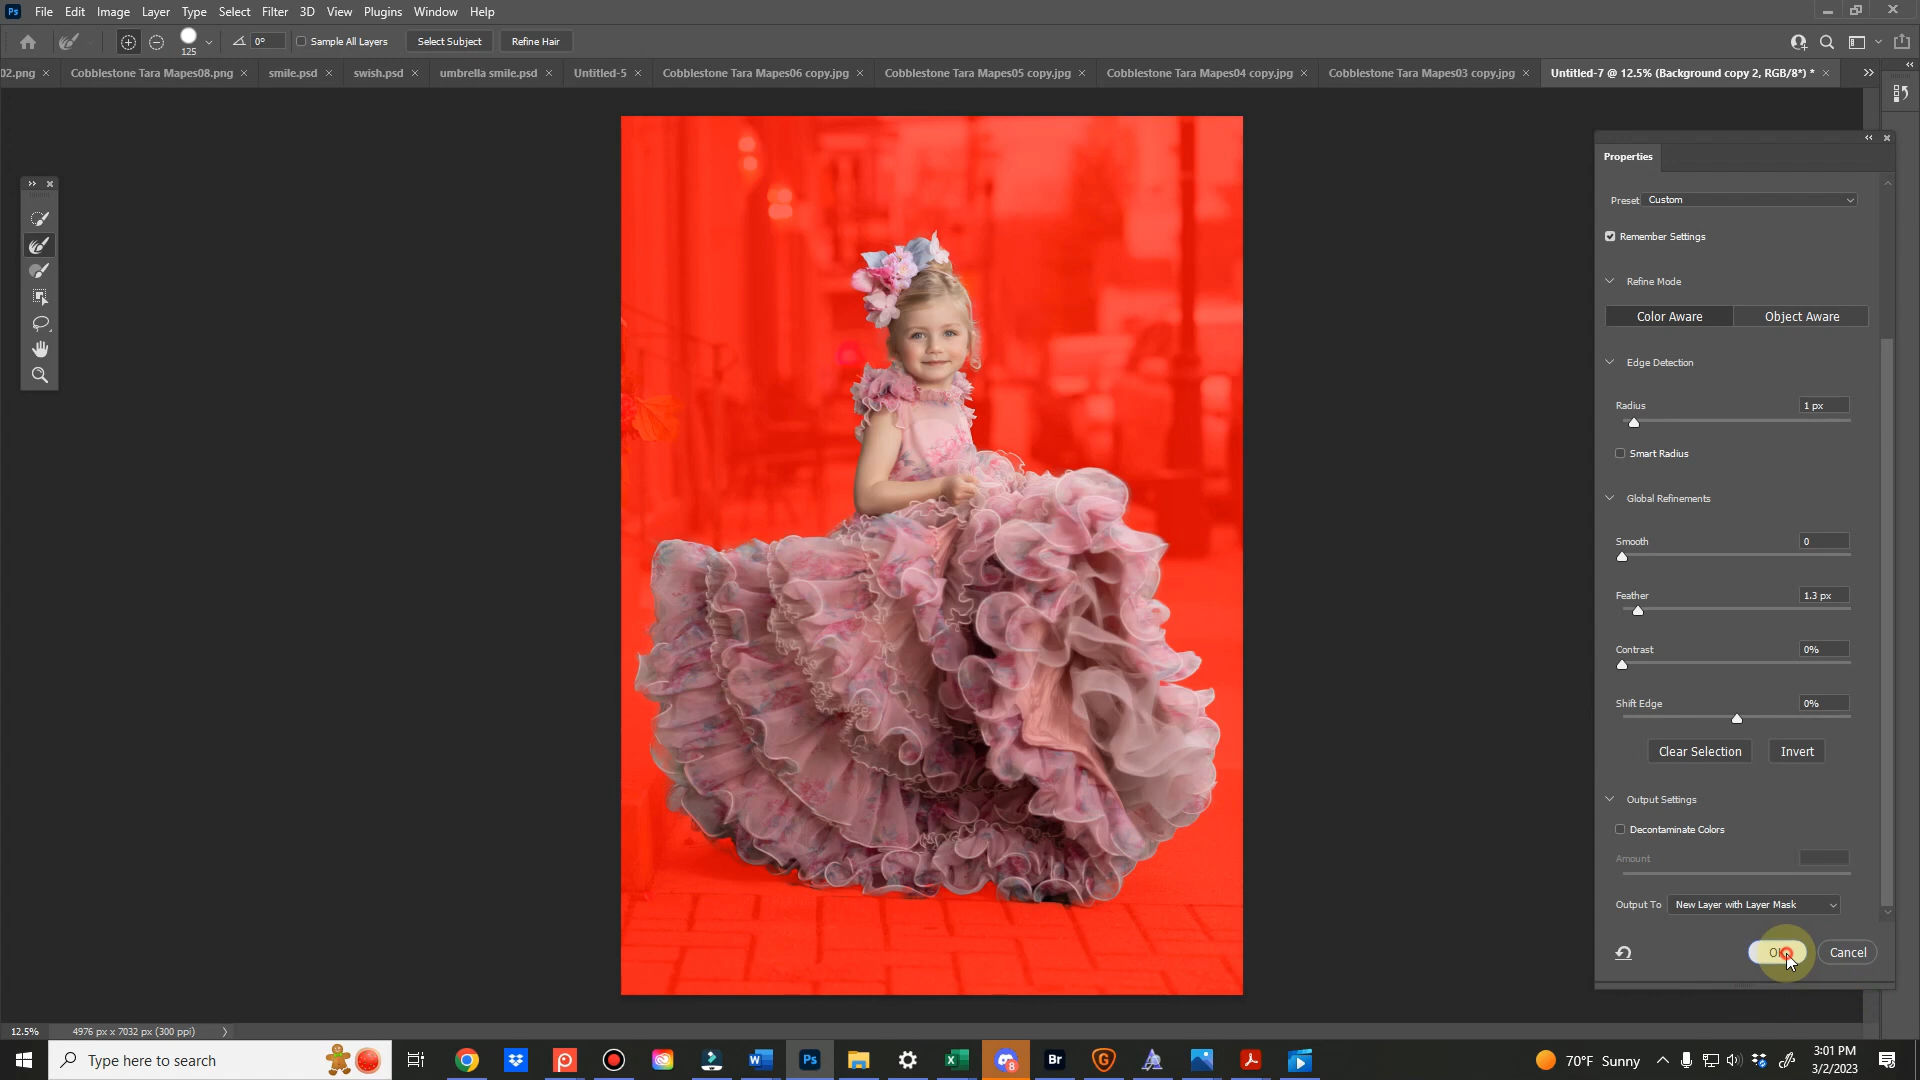 Ps File Edit Image Layer Type Select Filter 3D View Plugins Window Help
125 0° Sample All Layers Select Subject Refine Hair
02.png × Cobblestone Tara Mapes08.png × smile.psd × swish.psd × umbrella smile.psd × Untitled-5 × Cobblestone Tara Mapes06 copy.jpg × Cobblestone Tara Mapes05 copy.jpg × Cobblestone Tara Mapes04 copy.jpg × Cobblestone Tara Mapes03 copy.jpg × Untitled-7 @ 12.5% (Background copy 2, RGB/8*) * ×
Properties
Preset Custom
Remember Settings
Refine Mode
Color Aware Object Aware
Edge Detection
Radius 1 px
Smart Radius
Global Refinements
Smooth 0
Feather 1.3 px
Contrast 0%
Shift Edge 0%
Clear Selection Invert
Output Settings
Decontaminate Colors
Amount
Output To New Layer with Layer Mask
Cancel
12.5% 4976 px x 7032 px (300 ppi)
Type here to search Ps 8 Br 70°F Sunny
3:01 PM
3/2/2023